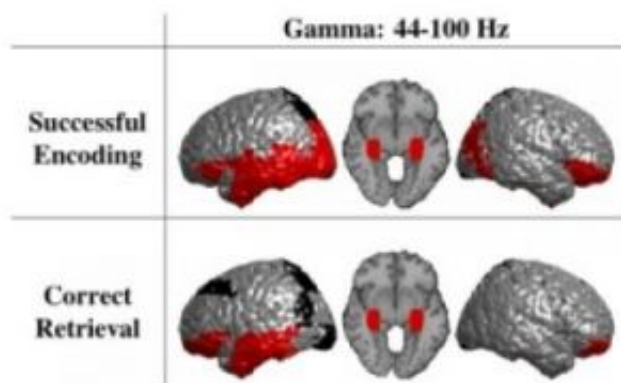 Gamma: 44-100 Hz
Successful
Encoding
Correct
Retrieval